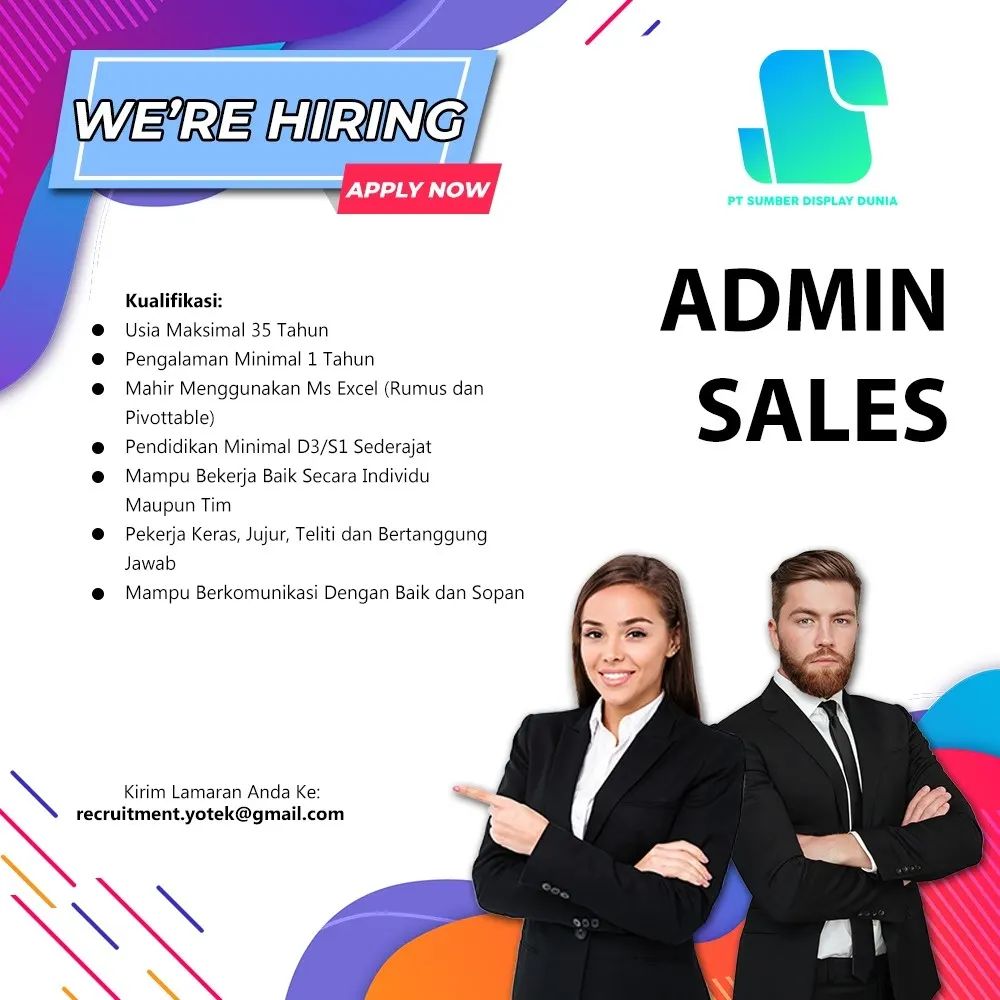 WE'RE HIRING
APPLY NOW
PT SUMBER DISPLAY DUNIA
ADMIN
SALES
Kualifikasi:
● Usia Maksimal 35 Tahun
● Pengalaman Minimal 1 Tahun
● Mahir Menggunakan Ms Excel (Rumus dan
Pivottable)
● Pendidikan Minimal D3/S1 Sederajat
● Mampu Bekerja Baik Secara Individu
Maupun Tim
● Pekerja Keras, Jujur, Teliti dan Bertanggung
Jawab
● Mampu Berkomunikasi Dengan Baik dan Sopan
Kirim Lamaran Anda Ke:
recruitment.yotek@gmail.com